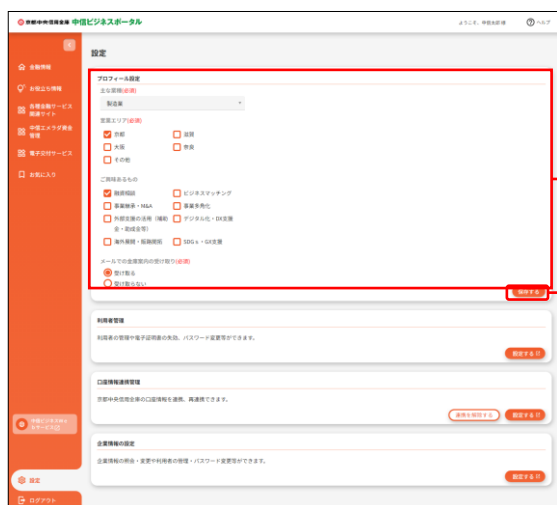 京都中央信用金庫 中信ビジネスポータル
ようこそ、中信太郎様
ヘルプ
金融情報
お役立ち情報
各種金融サービス
関連サイト
中信エメラダ資金
管理
電子交付サービス
お気に入り
設定
ログアウト
設定
プロフィール設定
主な業種(必須)
製造業
営業エリア(必須)
京都
滋賀
大阪
奈良
その他
ご興味あるもの
融資相談
ビジネスマッチング
事業承継・M&A
事業多角化
外部支援の活用（補助
金・助成金等）
デジタル化・DX支援
海外展開・販路開拓
SDGs・GX支援
メールでの金庫案内の受け取り(必須)
受け取る
受け取らない
保存する
利用者管理
利用者の管理や電子証明書の失効、パスワード変更等ができます。
設定する
口座情報連携管理
京都中央信用金庫の口座情報を連携、再連携できます。
連携を解除する
設定する
企業情報の設定
企業情報の照会・変更や利用者の管理・パスワード変更等ができます。
設定する